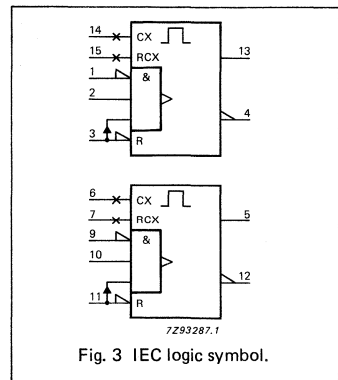 14 CX
15 RCX
13
1 &
2
4
3 R
6 CX
7 RCX
5
9 &
10
12
11 R
7Z93287.1
Fig. 3 IEC logic symbol.